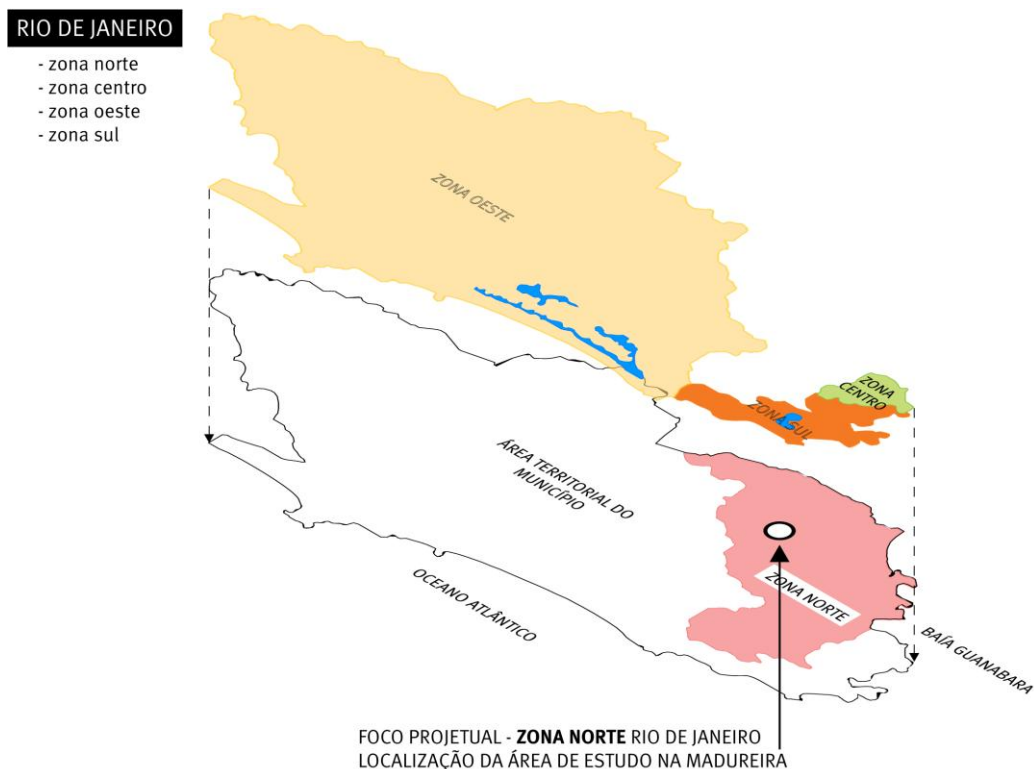 RIO DE JANEIRO
- zona norte
- zona centro
- zona oeste
- zona sul
ZONA OESTE
ZONA
CENTRO
ZONA SUL
ÁREA TERRITORIAL DO
MUNICÍPIO
ZONA NORTE
OCEANO ATLÂNTICO
BAÍA GUANABARA
FOCO PROJETUAL - ZONA NORTE RIO DE JANEIRO
LOCALIZAÇÃO DA ÁREA DE ESTUDO NA MADUREIRA